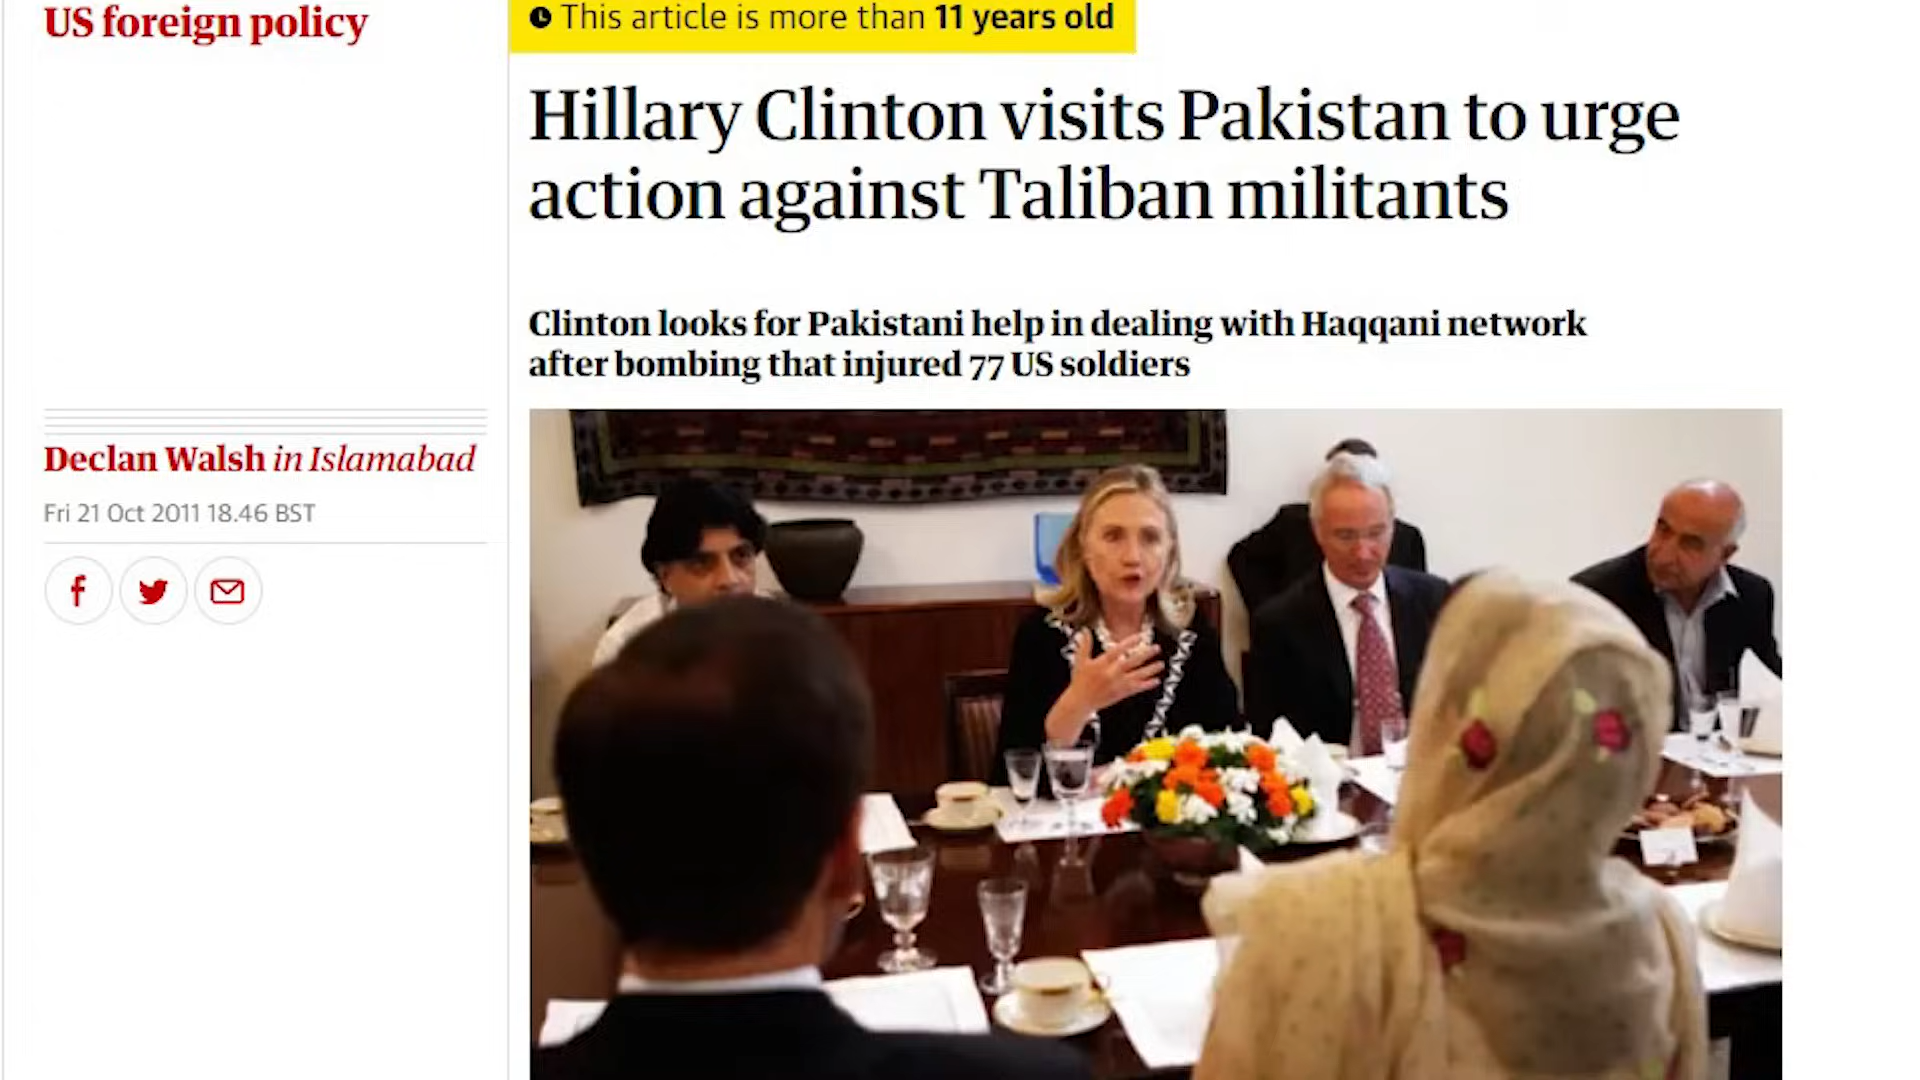 US foreign policy
This article is more than 11 years old
Hillary Clinton visits Pakistan to urge
action against Taliban militants
Clinton looks for Pakistani help in dealing with Haqqani network
after bombing that injured 77 US soldiers
Declan Walsh in Islamabad
Fri 21 Oct 2011 18.46 BST